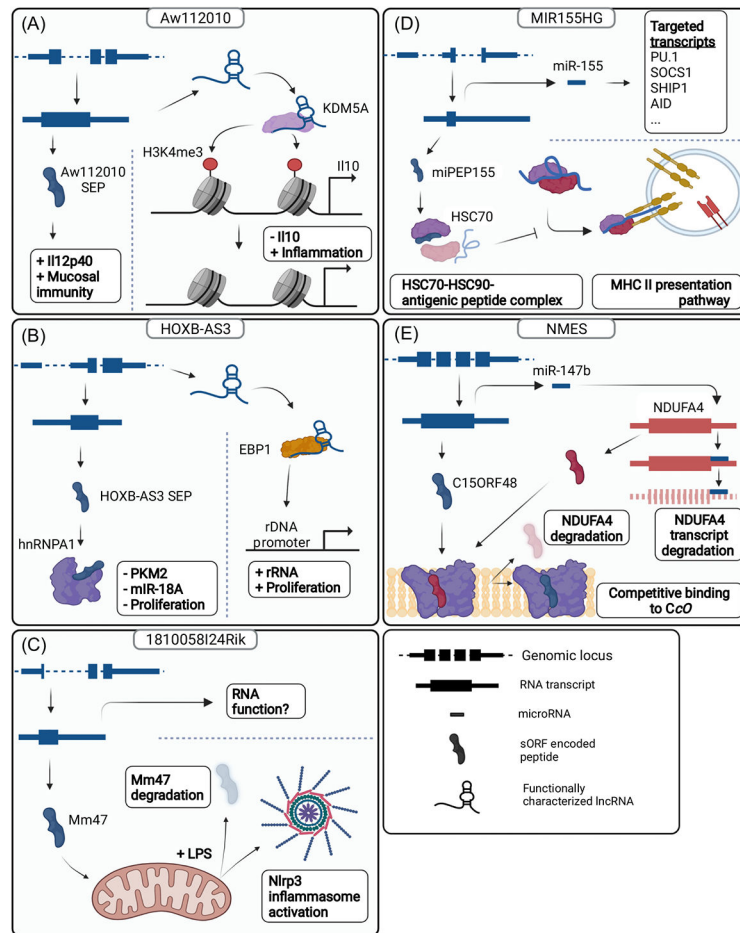 (A)
Aw112010
KDM5A
H3K4me3
Il10
Aw112010
SEP
+ Il12p40
+ Mucosal
immunity
- Il10
+ Inflammation
(B)
HOXB-AS3
EBP1
HOXB-AS3 SEP
hnRNPA1
- PKM2
- miR-18A
- Proliferation
rDNA
promoter
+ rRNA
+ Proliferation
(C)
1810058I24Rik
RNA
function?
Mm47
degradation
Mm47
+ LPS
Nlrp3
inflammasome
activation
(D)
MIR155HG
Targeted
transcripts
PU.1
SOCS1
SHIP1
AID
...
miR-155
miPEP155
HSC70
HSC70-HSC90-
antigenic peptide complex
MHC II presentation
pathway
(E)
NMES
miR-147b
NDUFA4
C15ORF48
NDUFA4
degradation
NDUFA4
transcript
degradation
Competitive binding
to CcO
Genomic locus
RNA transcript
microRNA
sORF encoded
peptide
Functionally
characterized lncRNA